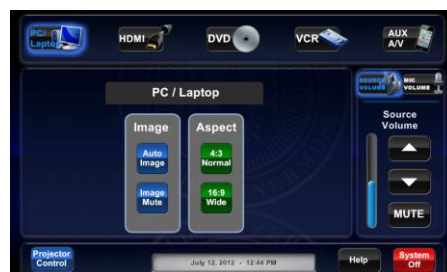 PC/
Laptop
HDMI
DVD
VCR
AUX
A/V
PC / Laptop
SOURCE
VOLUME
MIC
VOLUME
Image
Aspect
Source
Volume
Auto
Image
4:3
Normal
Image
Mute
16:9
Wide
MUTE
Projector
Control
July 12, 2012 - 12:44 PM
Help
System
Off